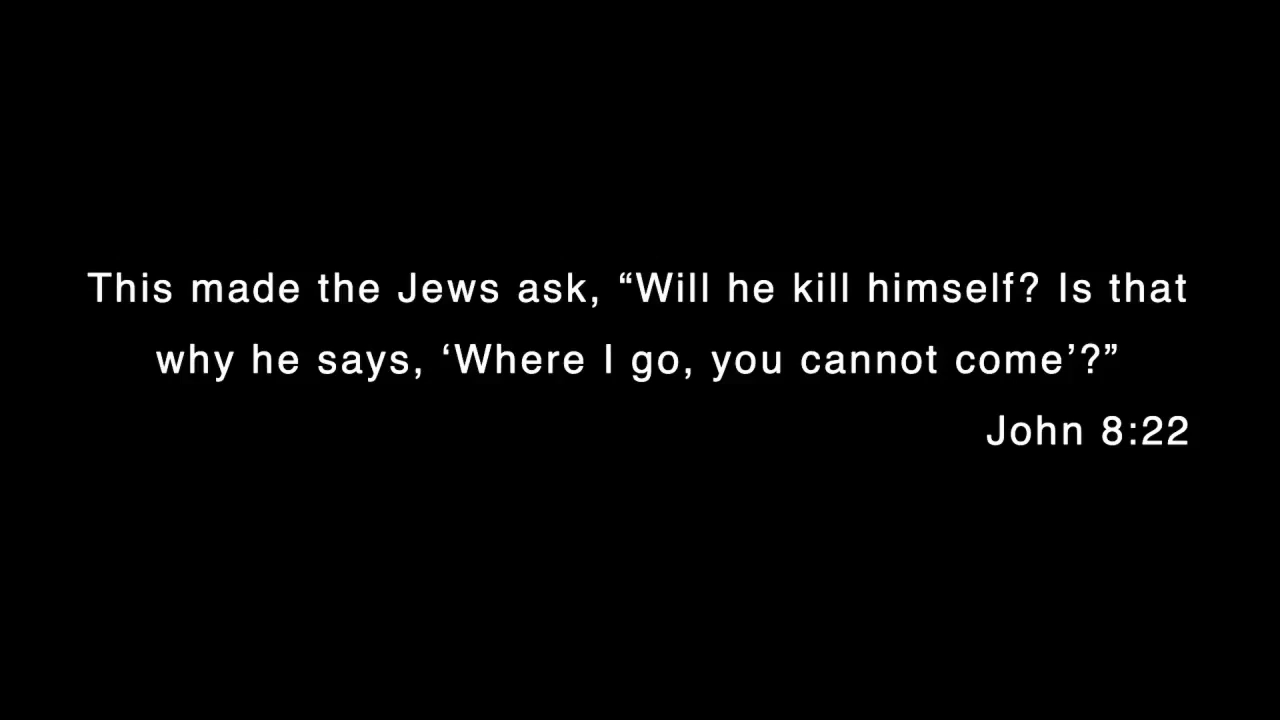 This made the Jews ask, “Will he kill himself? Is that
why he says, ‘Where I go, you cannot come’?”
John 8:22